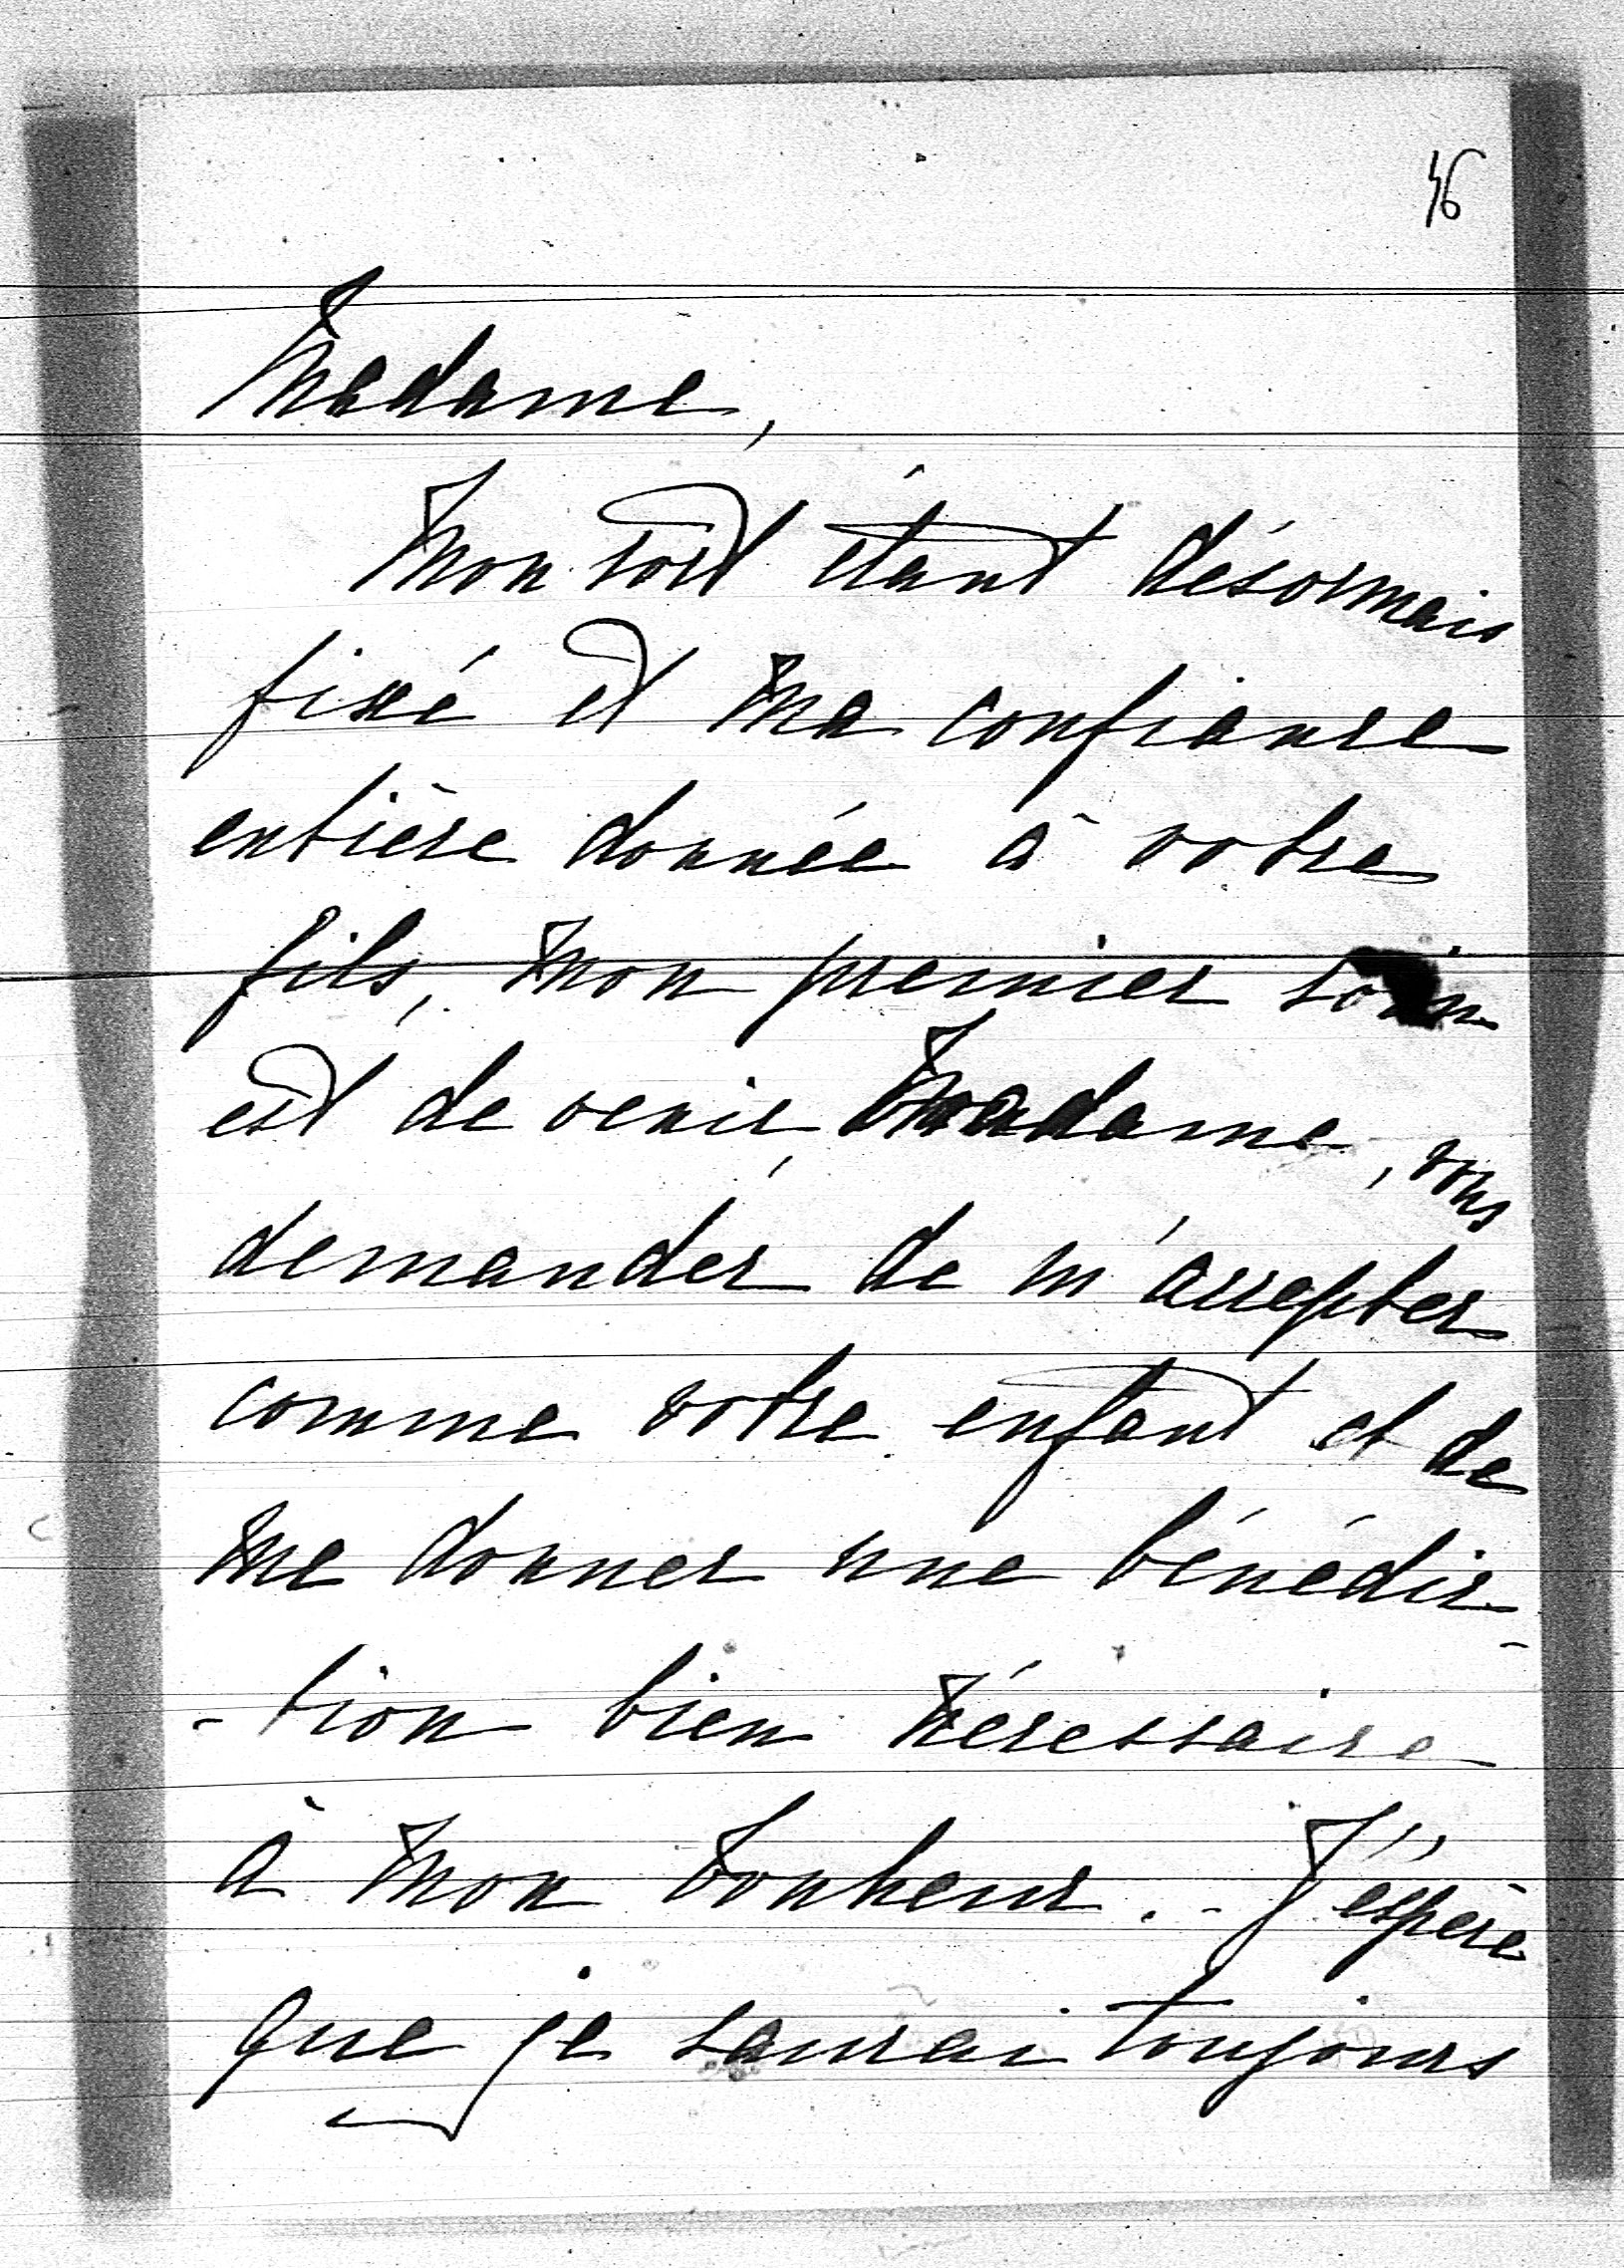 46
Madame,
Mon sort étant désormais
fixé et ma confiance
entière donnée à votre
fils, mon premier soin
est de venir, Madame, vous
demander de m'accepter
comme votre enfant et de
me donner une bénédic-
-tion bien nécessaire
à mon bonheur. - J'espère
que je saurai toujours